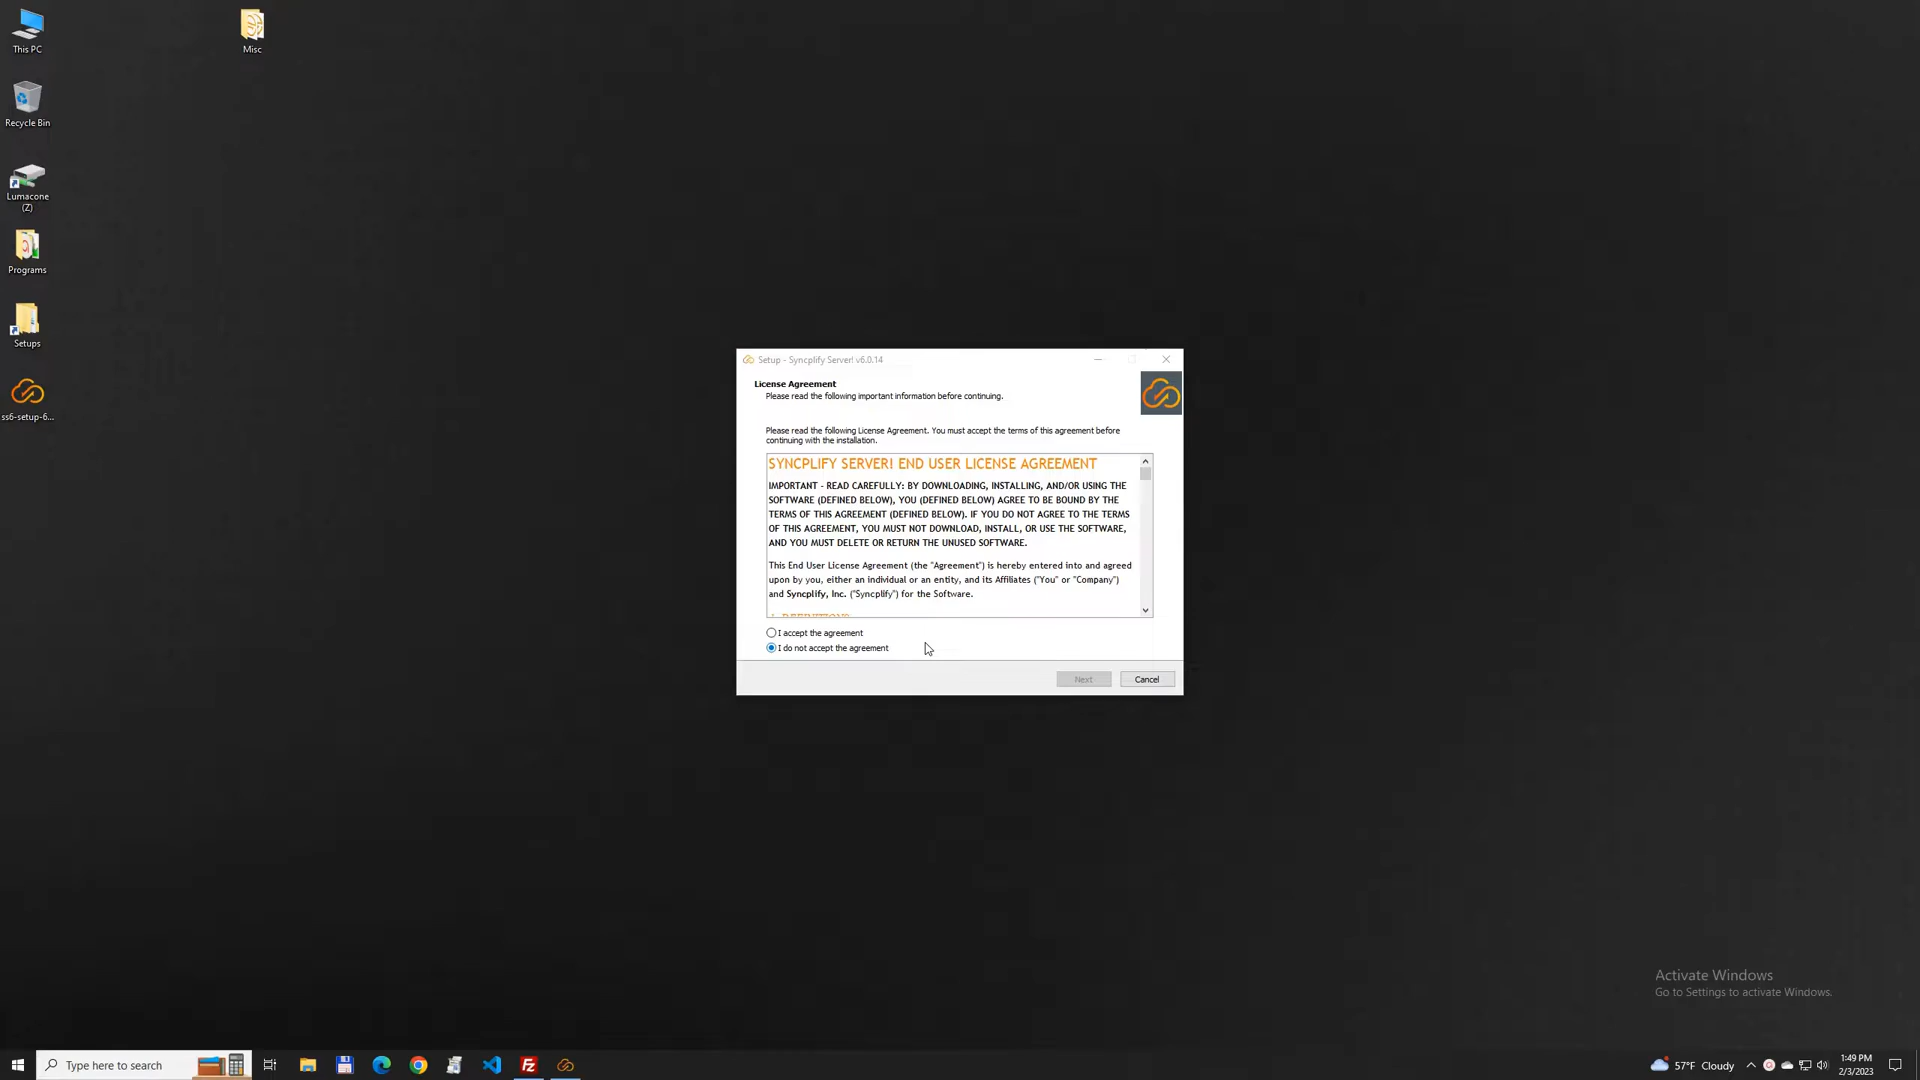 This PC
Misc
Recycle Bin
Lumacone
(Z)
Programs
Setups
ss6-setup-6...
Setup - Syncplify Server! v6.0.14
License Agreement
Please read the following important information before continuing.
Please read the following License Agreement. You must accept the terms of this agreement before
continuing with the installation.
SYNCPLIFY SERVER! END USER LICENSE AGREEMENT
IMPORTANT - READ CAREFULLY: BY DOWNLOADING, INSTALLING, AND/OR USING THE
SOFTWARE (DEFINED BELOW), YOU (DEFINED BELOW) AGREE TO BE BOUND BY THE
TERMS OF THIS AGREEMENT (DEFINED BELOW). IF YOU DO NOT AGREE TO THE TERMS
OF THIS AGREEMENT, YOU MUST NOT DOWNLOAD, INSTALL, OR USE THE SOFTWARE,
AND YOU MUST DELETE OR RETURN THE UNUSED SOFTWARE.
This End User License Agreement (the "Agreement") is hereby entered into and agreed
upon by you, either an individual or an entity, and its Affiliates ("You" or "Company")
and Syncplify, Inc. ("Syncplify") for the Software.
I accept the agreement
I do not accept the agreement
Next
Cancel
Activate Windows
Go to Settings to activate Windows.
Type here to search
57°F Cloudy
1:49 PM
2/3/2023